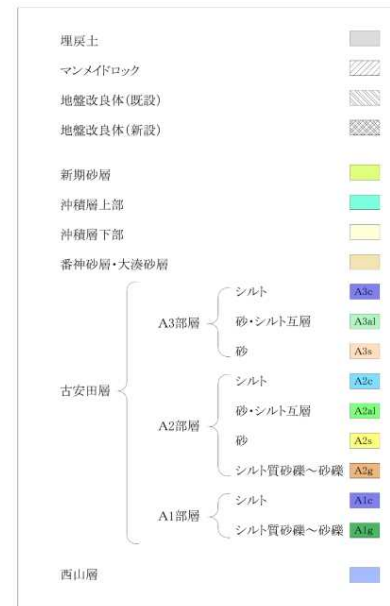 埋戻土
マンメイドロック
地盤改良体(既設)
地盤改良体(新設)
新期砂層
沖積層上部
沖積層下部
番神砂層・大湊砂層
古安田層
A3部層
シルト A3c
砂・シルト互層 A3al
砂 A3s
A2部層
シルト A2c
砂・シルト互層 A2al
砂 A2s
シルト質砂礫～砂礫 A2g
A1部層
シルト A1c
シルト質砂礫～砂礫 A1g
西山層